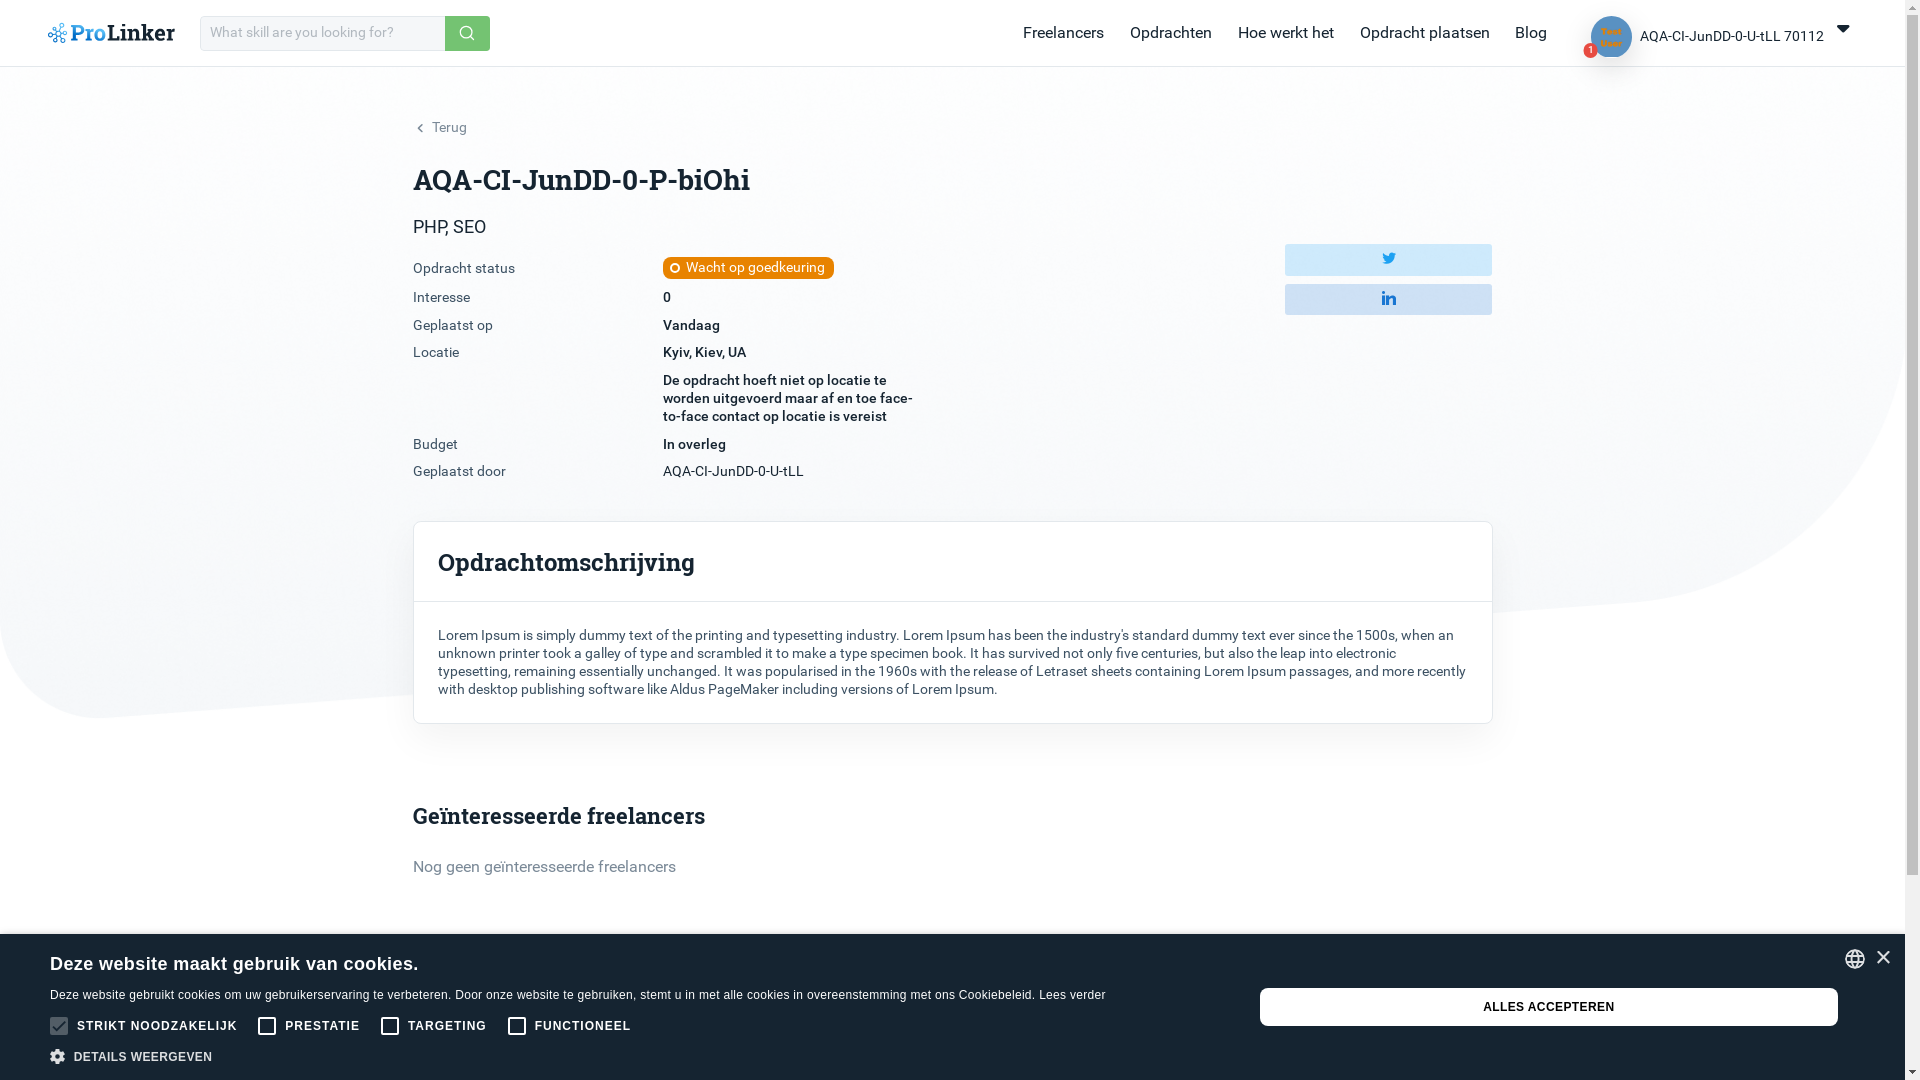 ProLinker
What skill are you looking for?
Freelancers
Opdrachten
Hoe werkt het
Opdracht plaatsen
Blog
Test
User
1
AQA-CI-JunDD-0-U-tLL 70112
Terug
AQA-CI-JunDD-0-P-biOhi
PHP, SEO
Opdracht status
Wacht op goedkeuring
Interesse
0
Geplaatst op
Vandaag
Locatie
Kyiv, Kiev, UA
De opdracht hoeft niet op locatie te
worden uitgevoerd maar af en toe face-
to-face contact op locatie is vereist
Budget
In overleg
Geplaatst door
AQA-CI-JunDD-0-U-tLL
Opdrachtomschrijving
Lorem Ipsum is simply dummy text of the printing and typesetting industry. Lorem Ipsum has been the industry's standard dummy text ever since the 1500s, when an
unknown printer took a galley of type and scrambled it to make a type specimen book. It has survived not only five centuries, but also the leap into electronic
typesetting, remaining essentially unchanged. It was popularised in the 1960s with the release of Letraset sheets containing Lorem Ipsum passages, and more recently
with desktop publishing software like Aldus PageMaker including versions of Lorem Ipsum.
Geïnteresseerde freelancers
Nog geen geïnteresseerde freelancers
Deze website maakt gebruik van cookies.
Deze website gebruikt cookies om uw gebruikerservaring te verbeteren. Door onze website te gebruiken, stemt u in met alle cookies in overeenstemming met ons Cookiebeleid. Lees verder
STRIKT NOODZAKELIJK
PRESTATIE
TARGETING
FUNCTIONEEL
DETAILS WEERGEVEN
ALLES ACCEPTEREN